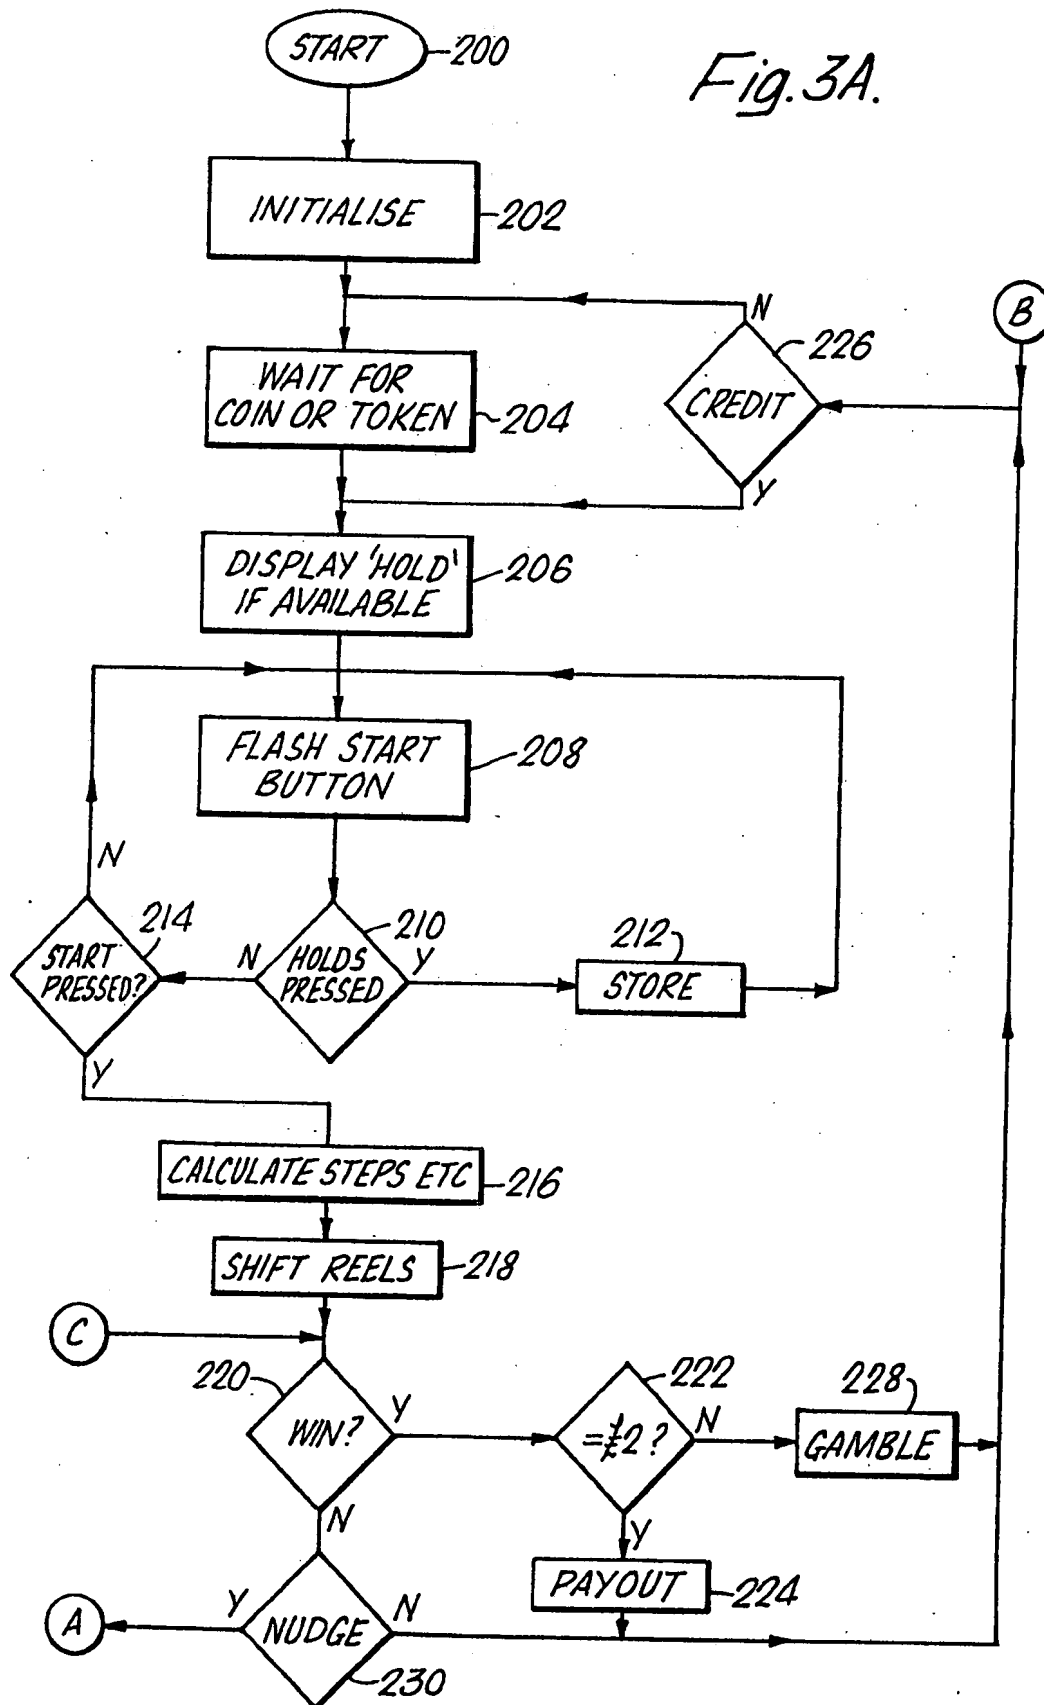 START
200
Fig. 3A.
INITIALISE
202
N
B
226
WAIT FOR
COIN OR TOKEN
204
CREDIT
Y
DISPLAY 'HOLD'
IF AVAILABLE
206
FLASH START
BUTTON
208
N
214
START
PRESSED?
N
210
HOLDS
PRESSED
Y
212
STORE
Y
CALCULATE STEPS ETC
216
SHIFT REELS
218
C
220
WIN?
Y
222
=£2?
N
228
GAMBLE
N
Y
PAYOUT
224
A
Y
NUDGE
N
230